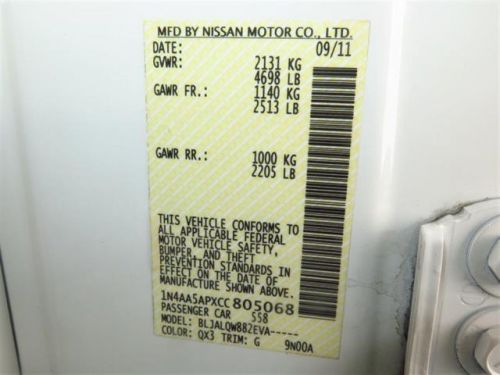 MFD BY NISSAN MOTOR CO., LTD.
DATE: 09/11
GVWR: 2131 KG
4698 LB
GAWR FR.: 1140 KG
2513 LB
GAWR RR.: 1000 KG
2205 LB
THIS VEHICLE CONFORMS TO
ALL APPLICABLE FEDERAL
MOTOR VEHICLE SAFETY,
BUMPER, AND THEFT
PREVENTION STANDARDS IN
EFFECT ON THE DATE OF
MANUFACTURE SHOWN ABOVE.
1N4AA5APXCC805068
PASSENGER CAR 558
MODEL: BLJALQW882EVA-----
COLOR: QX3 TRIM: G 9N00A